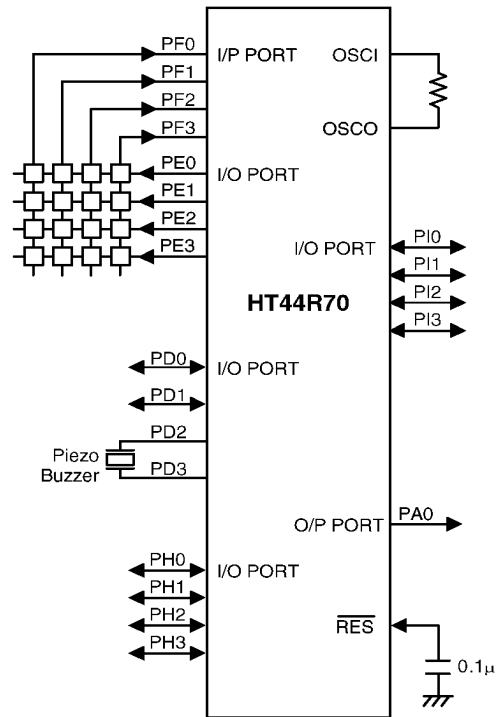 PF0 I/P PORT OSCI
PF1
PF2
PF3 OSCO
PE0 I/O PORT
PE1
PE2
PE3 I/O PORT PI0
PI1
HT44R70 PI2
PI3
PD0 I/O PORT
PD1
PD2
Piezo
Buzzer PD3
O/P PORT PA0
PH0 I/O PORT
PH1
PH2 RES
PH3 0.1μ